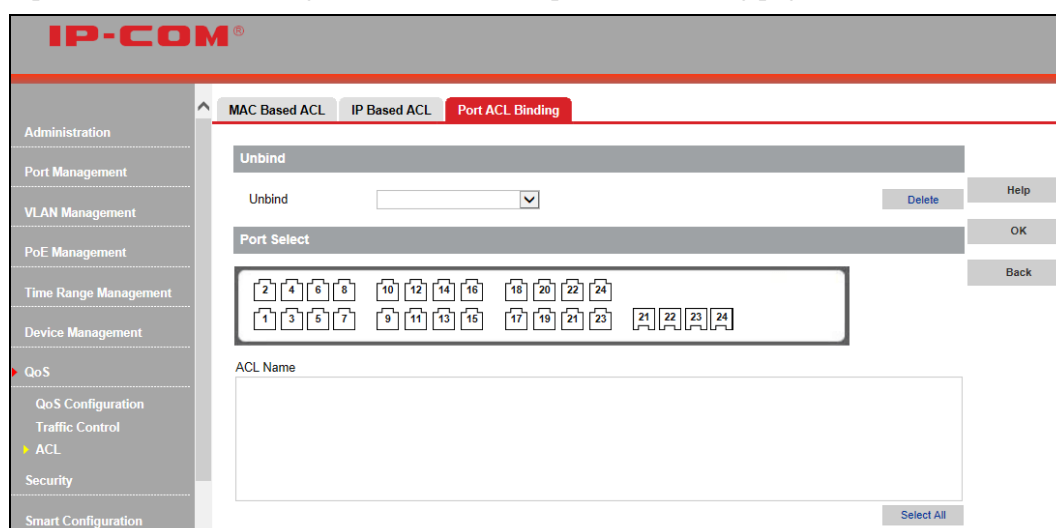 IP-COM®
MAC Based ACL IP Based ACL Port ACL Binding
Administration
Port Management
VLAN Management
PoE Management
Time Range Management
Device Management
QoS
QoS Configuration
Traffic Control
ACL
Security
Smart Configuration
Unbind
Unbind Delete
Port Select
2 4 6 8 10 12 14 16 18 20 22 24
1 3 5 7 9 11 13 15 17 19 21 23 21 22 23 24
ACL Name
Select All
Help
OK
Back